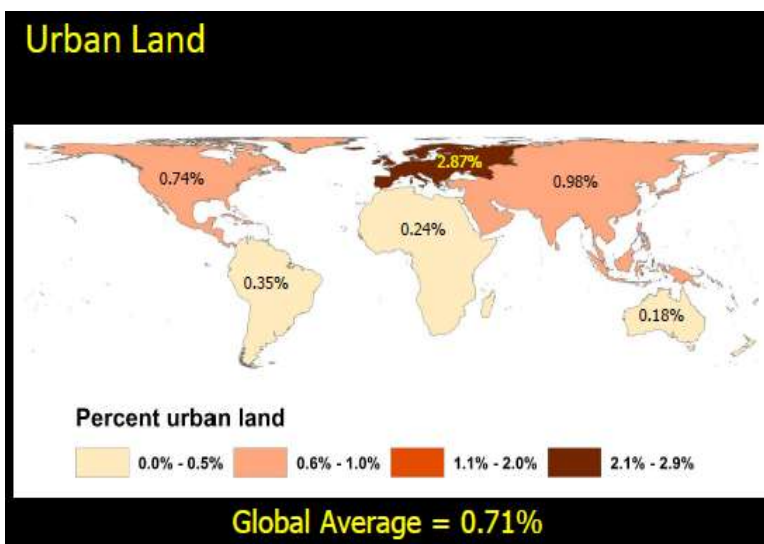 Urban Land
2.87%
0.74%
0.98%
0.24%
0.35%
0.18%
Percent urban land
0.0% - 0.5%
0.6% - 1.0%
1.1% - 2.0%
2.1% - 2.9%
Global Average = 0.71%